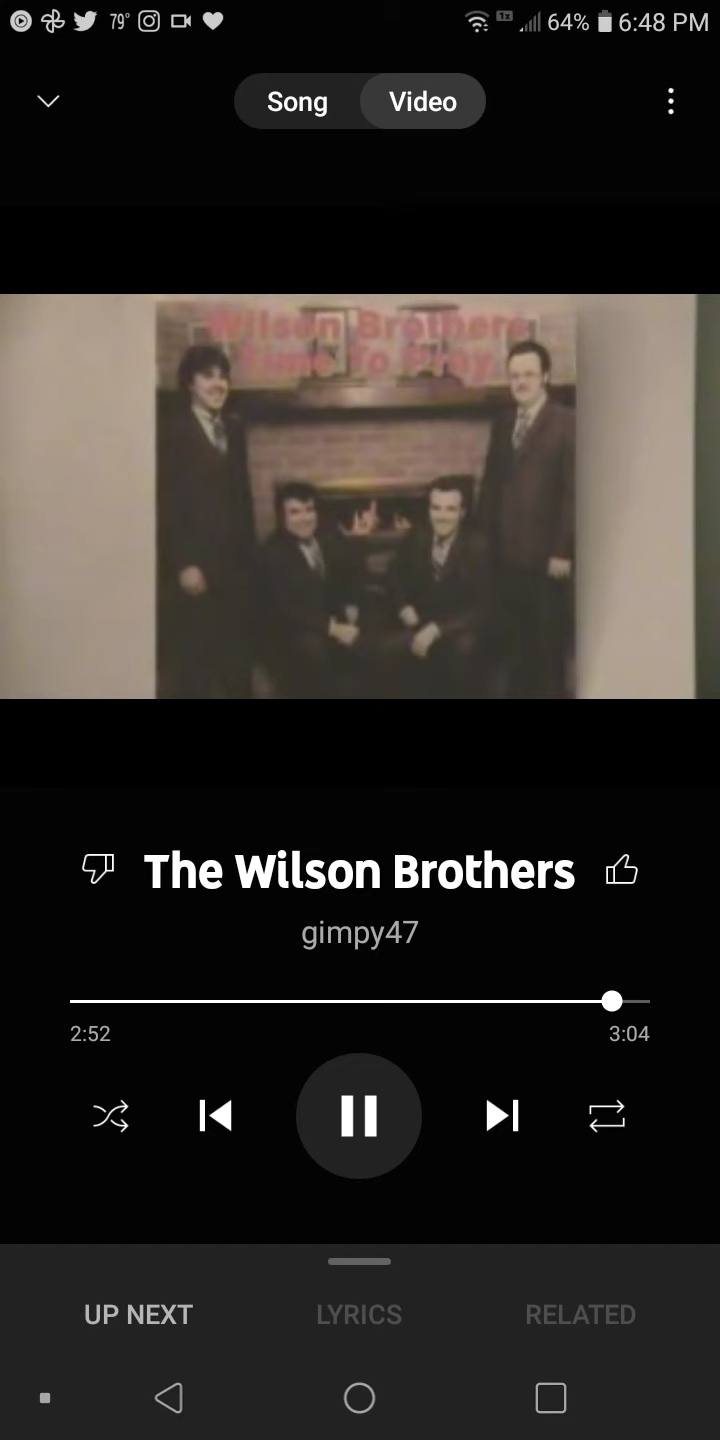 79° 1x 64% 6:48 PM
Song Video
Wilson Brothers
Time To Pray
The Wilson Brothers
gimpy47
2:52 3:04
UP NEXT LYRICS RELATED